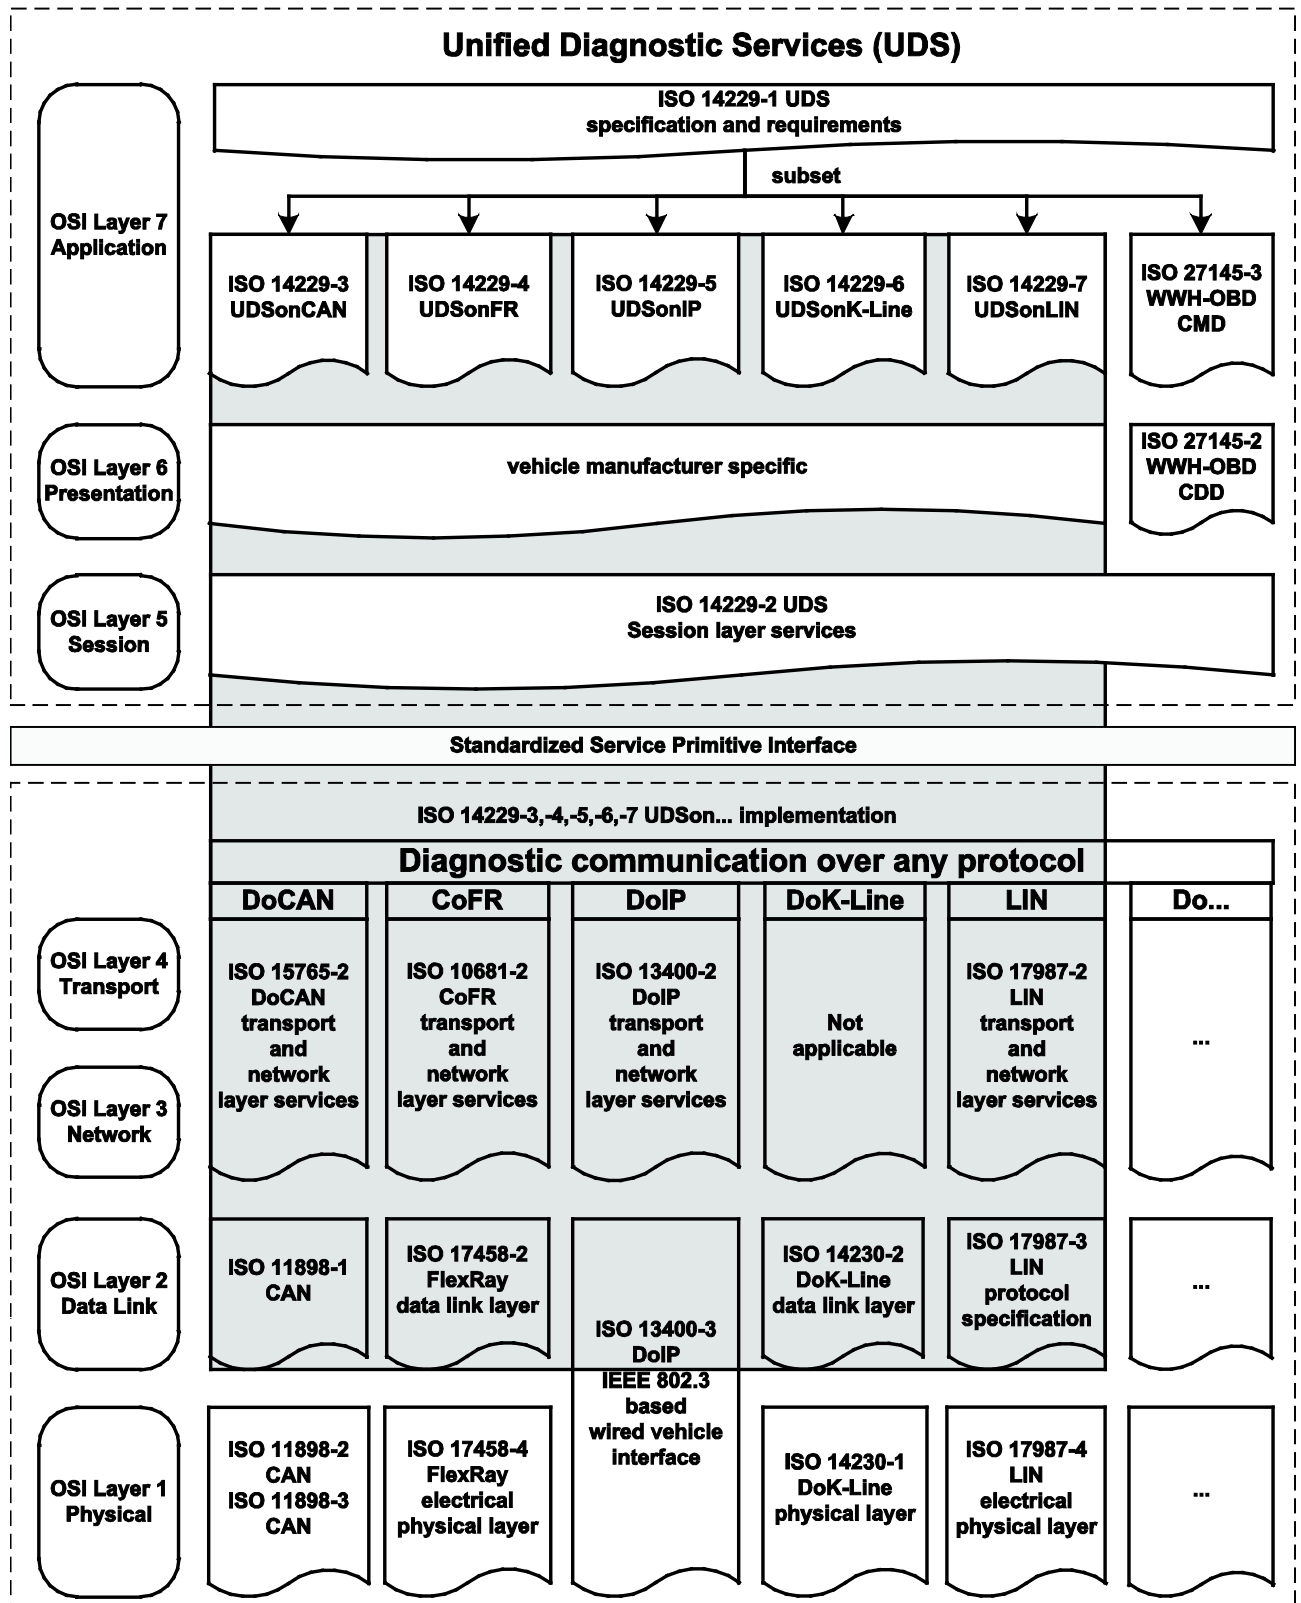 Unified Diagnostic Services (UDS)
OSI Layer 7
Application
ISO 14229-1 UDS
specification and requirements
subset
ISO 14229-3
UDSonCAN
ISO 14229-4
UDSonFR
ISO 14229-5
UDSonIP
ISO 14229-6
UDSonK-Line
ISO 14229-7
UDSonLIN
ISO 27145-3
WWH-OBD
CMD
OSI Layer 6
Presentation
vehicle manufacturer specific
ISO 27145-2
WWH-OBD
CDD
OSI Layer 5
Session
ISO 14229-2 UDS
Session layer services
Standardized Service Primitive Interface
ISO 14229-3,-4,-5,-6,-7 UDSon... implementation
Diagnostic communication over any protocol
DoCAN
CoFR
DoIP
DoK-Line
LIN
Do...
OSI Layer 4
Transport
OSI Layer 3
Network
ISO 15765-2
DoCAN
transport
and
network
layer services
ISO 10681-2
CoFR
transport
and
network
layer services
ISO 13400-2
DoIP
transport
and
network
layer services
Not
applicable
ISO 17987-2
LIN
transport
and
network
layer services
...
OSI Layer 2
Data Link
ISO 11898-1
CAN
ISO 17458-2
FlexRay
data link layer
ISO 13400-3
DoIP
IEEE 802.3
based
wired vehicle
interface
ISO 14230-2
DoK-Line
data link layer
ISO 17987-3
LIN
protocol
specification
...
OSI Layer 1
Physical
ISO 11898-2
CAN
ISO 11898-3
CAN
ISO 17458-4
FlexRay
electrical
physical layer
ISO 14230-1
DoK-Line
physical layer
ISO 17987-4
LIN
electrical
physical layer
...